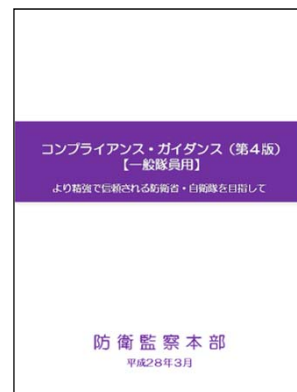 コンプライアンス・ガイダンス（第4版）
【一般隊員用】
より精強で信頼される防衛省・自衛隊を目指して
防衛監察本部
平成28年3月